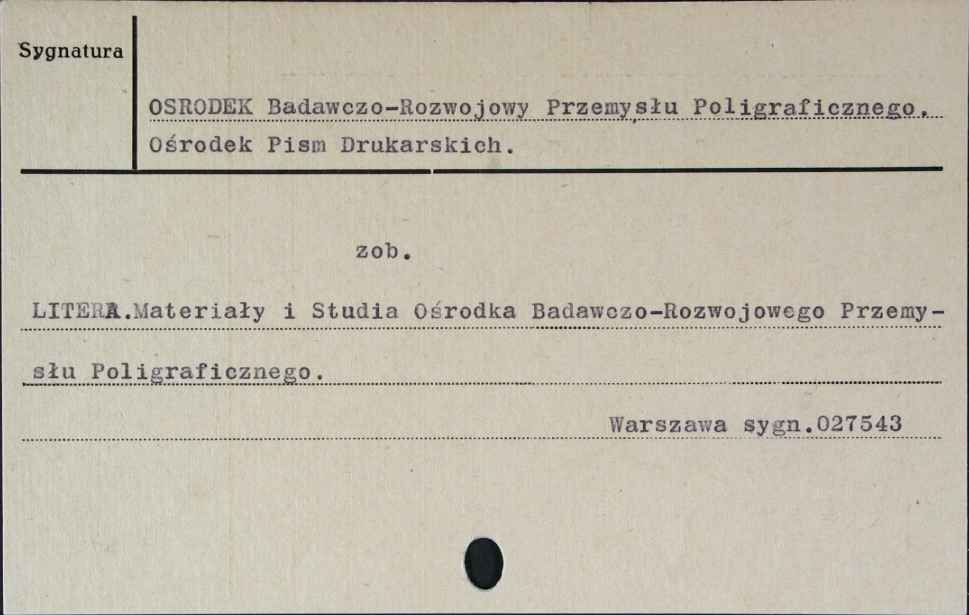 Sygnatura
OSRODEK Badawczo-Rozwojowy Przemysłu Poligraficznego.
Ośrodek Pism Drukarskich.
zob.
LITERA.Materiały i Studia Ośrodka Badawczo-Rozwojowego Przemy-
słu Poligraficznego.
Warszawa sygn.027543